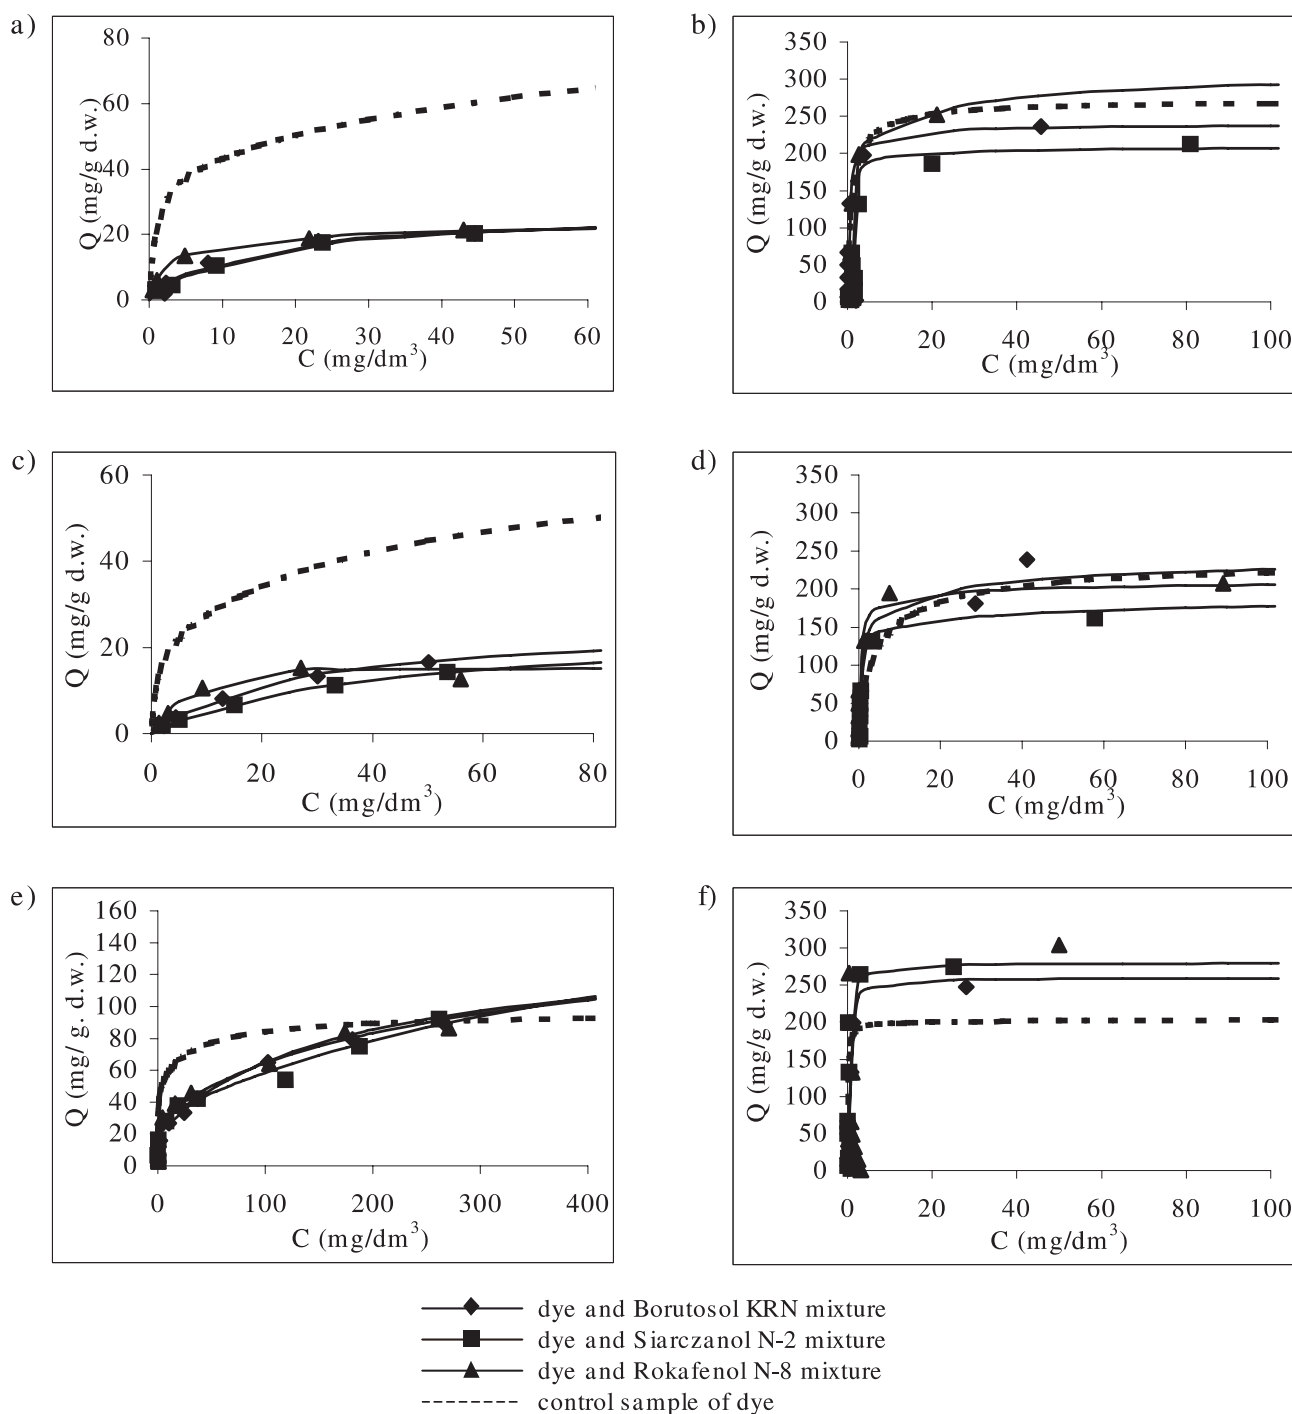 a)
80
60
40
20
0
Q (mg/g d.w.)
0 10 20 30 40 50 60
C (mg/dm³)
b)
350
300
250
200
150
100
50
0
Q (mg/g d.w.)
0 20 40 60 80 100
C (mg/dm³)
c)
60
40
20
0
Q (mg/g d.w.)
0 20 40 60 80
C (mg/dm³)
d)
350
300
250
200
150
100
50
0
Q (mg/g d.w.)
0 20 40 60 80 100
C (mg/dm³)
e)
160
140
120
100
80
60
40
20
0
Q (mg/ g. d.w.)
0 100 200 300 400
C (mg/dm³)
f)
350
300
250
200
150
100
50
0
Q (mg/g d.w.)
0 20 40 60 80 100
C (mg/dm³)
dye and Borutosol KRN mixture
dye and Siarczanol N-2 mixture
dye and Rokafenol N-8 mixture
control sample of dye